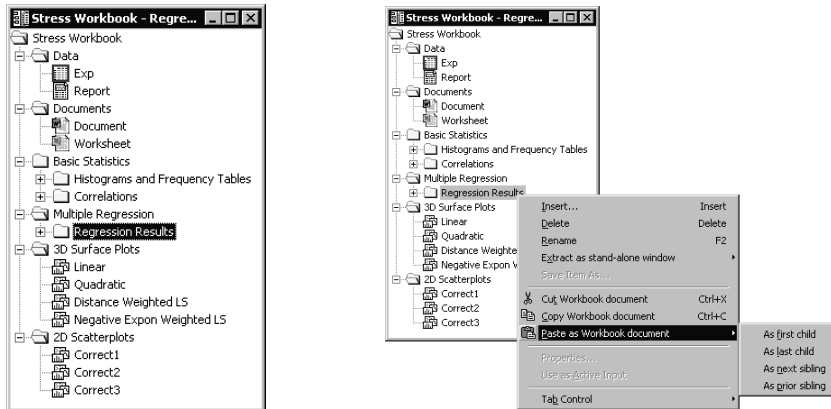 Stress Workbook - Regre...
Stress Workbook
Data
Exp
Report
Documents
Document
Worksheet
Basic Statistics
Histograms and Frequency Tables
Correlations
Multiple Regression
Regression Results
3D Surface Plots
Linear
Quadratic
Distance Weighted LS
Negative Expon Weighted LS
2D Scatterplots
Correct1
Correct2
Correct3
Stress Workbook - Regre...
Stress Workbook
Data
Exp
Report
Documents
Document
Worksheet
Basic Statistics
Histograms and Frequency Tables
Correlations
Multiple Regression
Regression Results
3D Surface Plots
Linear
Quadratic
Distance Weighted
Negative Expon W
2D Scatterplots
Correct1
Correct2
Correct3
Insert... Insert
Delete Delete
Rename F2
Extract as stand-alone window
Save Item As...
Cut Workbook document Ctrl+X
Copy Workbook document Ctrl+C
Paste as Workbook document
Properties...
Use as Active Input
Tab Control
As first child
As last child
As next sibling
As prior sibling